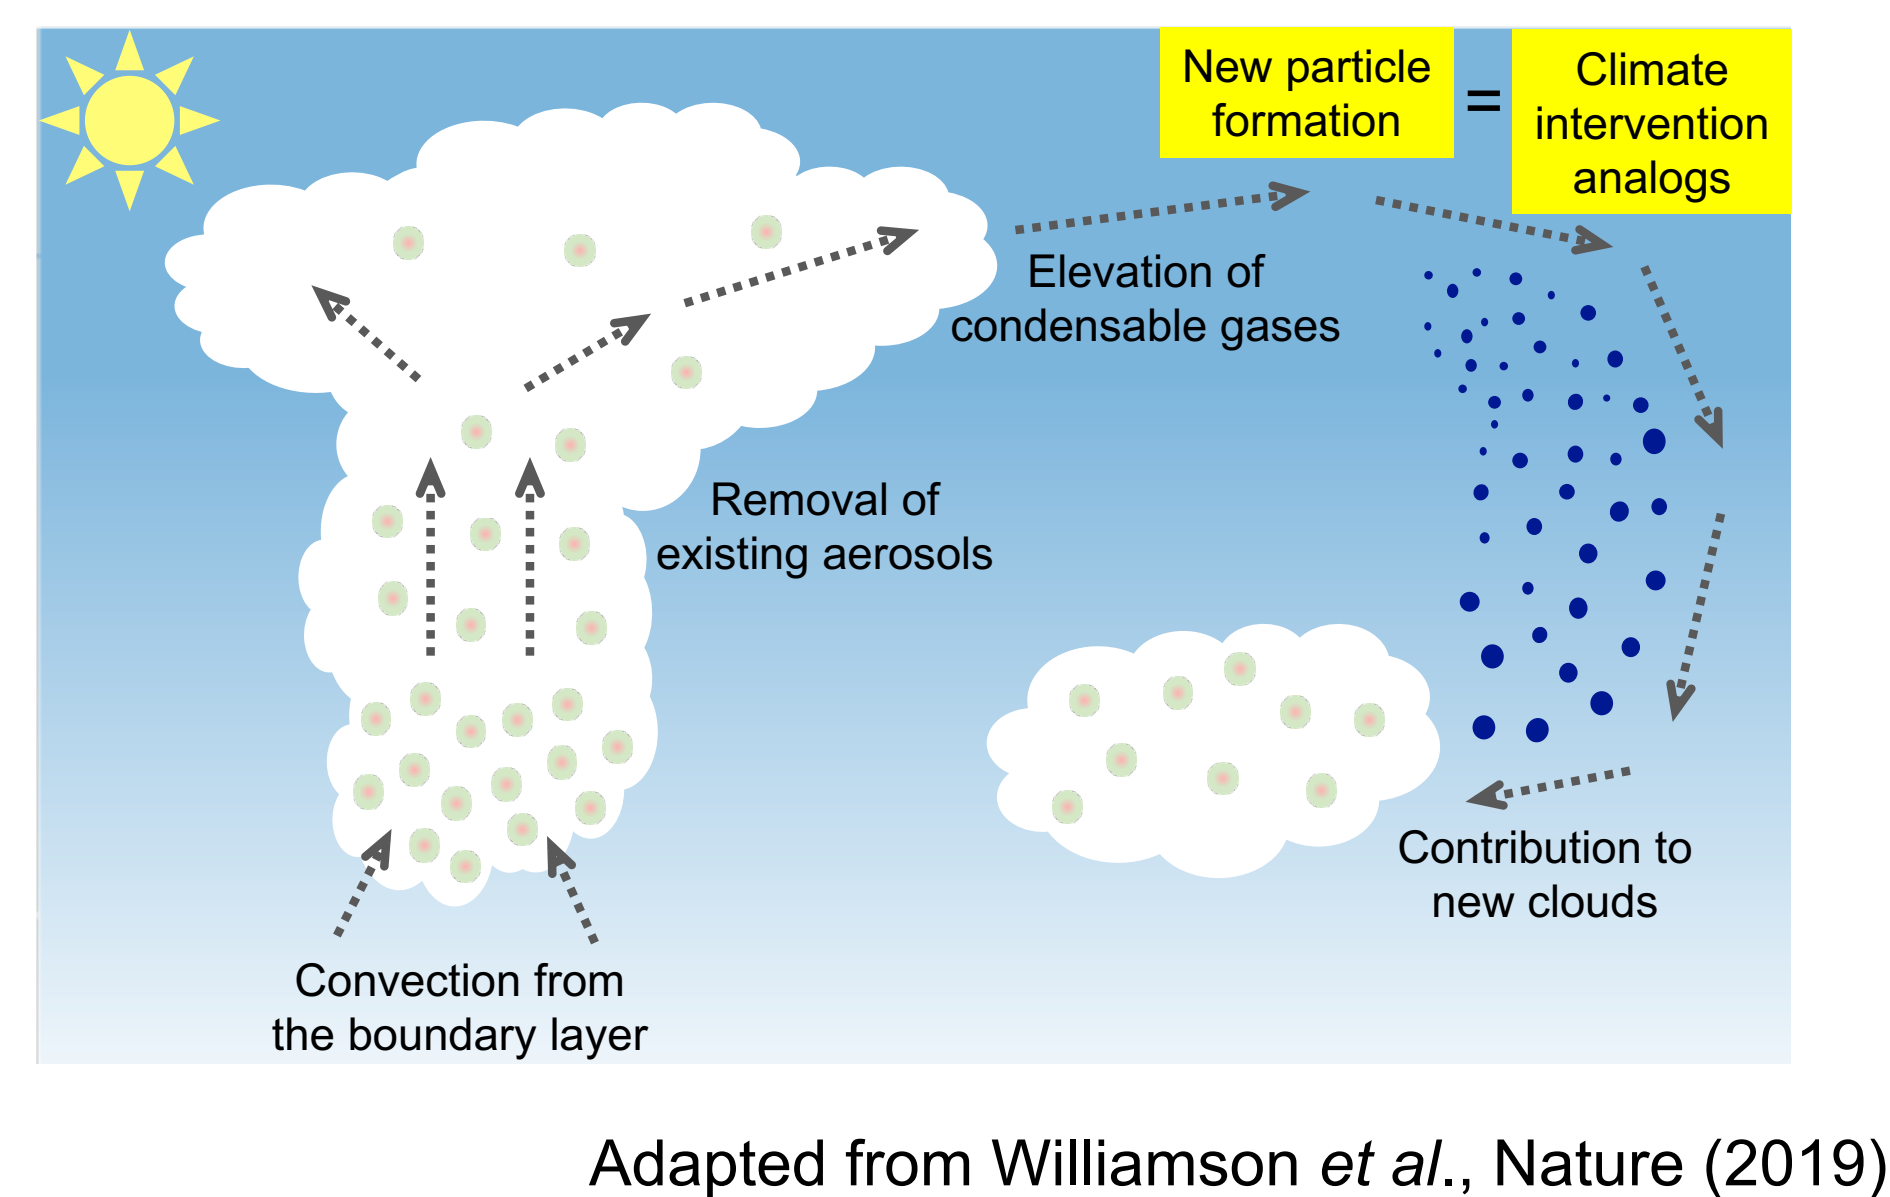 New particle
formation
=
Climate
intervention
analogs
Elevation of
condensable gases
Removal of
existing aerosols
Contribution to
new clouds
Convection from
the boundary layer
Adapted from Williamson et al., Nature (2019)